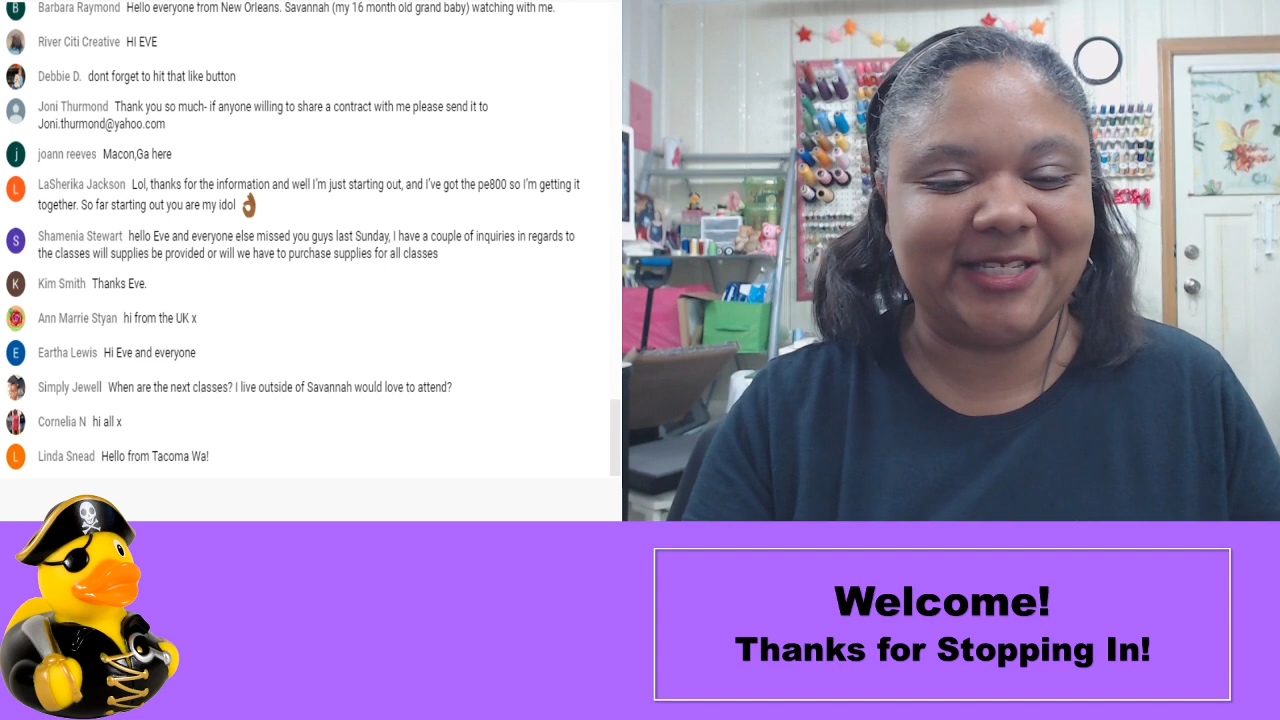 B Barbara Raymond Hello everyone from New Orleans. Savannah (my 16 month old grand baby) watching with me.
River Citi Creative HI EVE
Debbie D. dont forget to hit that like button
Joni Thurmond Thank you so much- if anyone willing to share a contract with me please send it to
Joni.thurmond@yahoo.com
j joann reeves Macon,Ga here
L LaSherika Jackson Lol, thanks for the information and well I'm just starting out, and I've got the pe800 so I'm getting it
together. So far starting out you are my idol 👌🏾
S Shamenia Stewart hello Eve and everyone else missed you guys last Sunday, I have a couple of inquiries in regards to
the classes will supplies be provided or will we have to purchase supplies for all classes
K Kim Smith Thanks Eve.
Ann Marrie Styan hi from the UK x
E Eartha Lewis Hi Eve and everyone
Simply Jewell When are the next classes? I live outside of Savannah would love to attend?
Cornelia N hi all x
L Linda Snead Hello from Tacoma Wa!
Welcome!
Thanks for Stopping In!